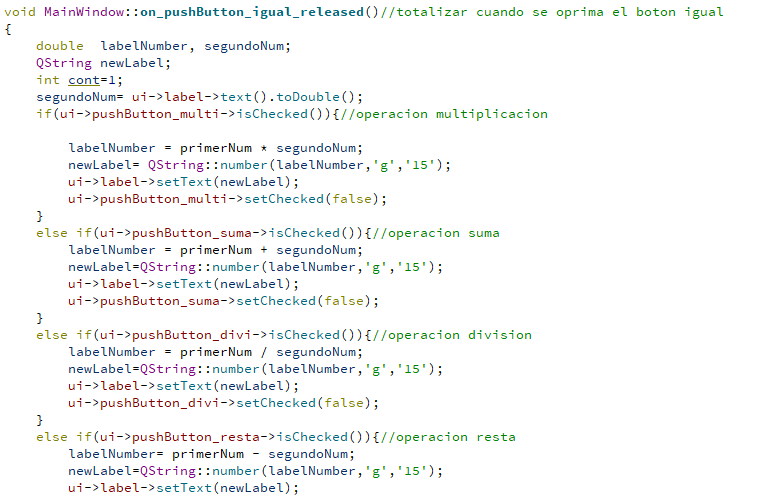 void MainWindow::on_pushButton_igual_released()//totalizar cuando se oprima el boton igual
{
    double  labelNumber, segundoNum;
    QString newLabel;
    int cont=1;
    segundoNum= ui->label->text().toDouble();
    if(ui->pushButton_multi->isChecked()){//operacion multiplicacion

        labelNumber = primerNum * segundoNum;
        newLabel= QString::number(labelNumber,'g','15');
        ui->label->setText(newLabel);
        ui->pushButton_multi->setChecked(false);
    }
    else if(ui->pushButton_suma->isChecked()){//operacion suma
        labelNumber = primerNum + segundoNum;
        newLabel=QString::number(labelNumber,'g','15');
        ui->label->setText(newLabel);
        ui->pushButton_suma->setChecked(false);
    }
    else if(ui->pushButton_divi->isChecked()){//operacion division
        labelNumber = primerNum / segundoNum;
        newLabel=QString::number(labelNumber,'g','15');
        ui->label->setText(newLabel);
        ui->pushButton_divi->setChecked(false);
    }
    else if(ui->pushButton_resta->isChecked()){//operacion resta
        labelNumber= primerNum - segundoNum;
        newLabel=QString::number(labelNumber,'g','15');
        ui->label->setText(newLabel);